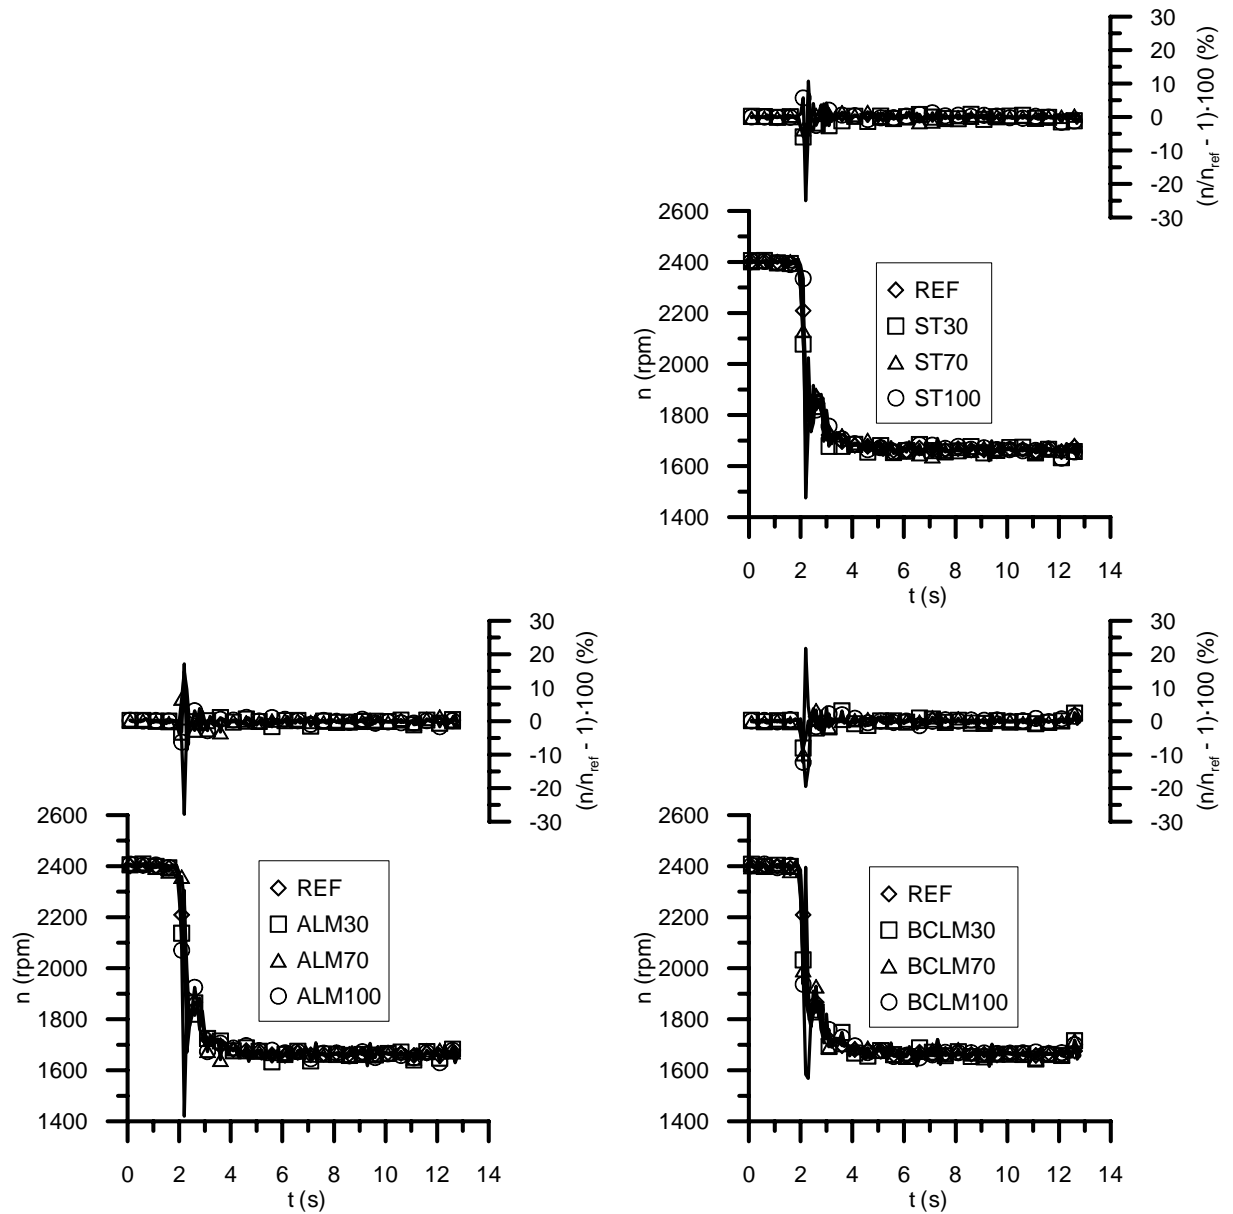 30
20
10
0
-10
-20
-30
(n/n_ref - 1)·100 (%)
2600
2400
2200
2000
1800
1600
1400
n (rpm)
REF
ST30
ST70
ST100
0 2 4 6 8 10 12 14
t (s)
30
20
10
0
-10
-20
-30
(n/n_ref - 1)·100 (%)
2600
2400
2200
2000
1800
1600
1400
n (rpm)
REF
ALM30
ALM70
ALM100
0 2 4 6 8 10 12 14
t (s)
30
20
10
0
-10
-20
-30
(n/n_ref - 1)·100 (%)
2600
2400
2200
2000
1800
1600
1400
n (rpm)
REF
BCLM30
BCLM70
BCLM100
0 2 4 6 8 10 12 14
t (s)